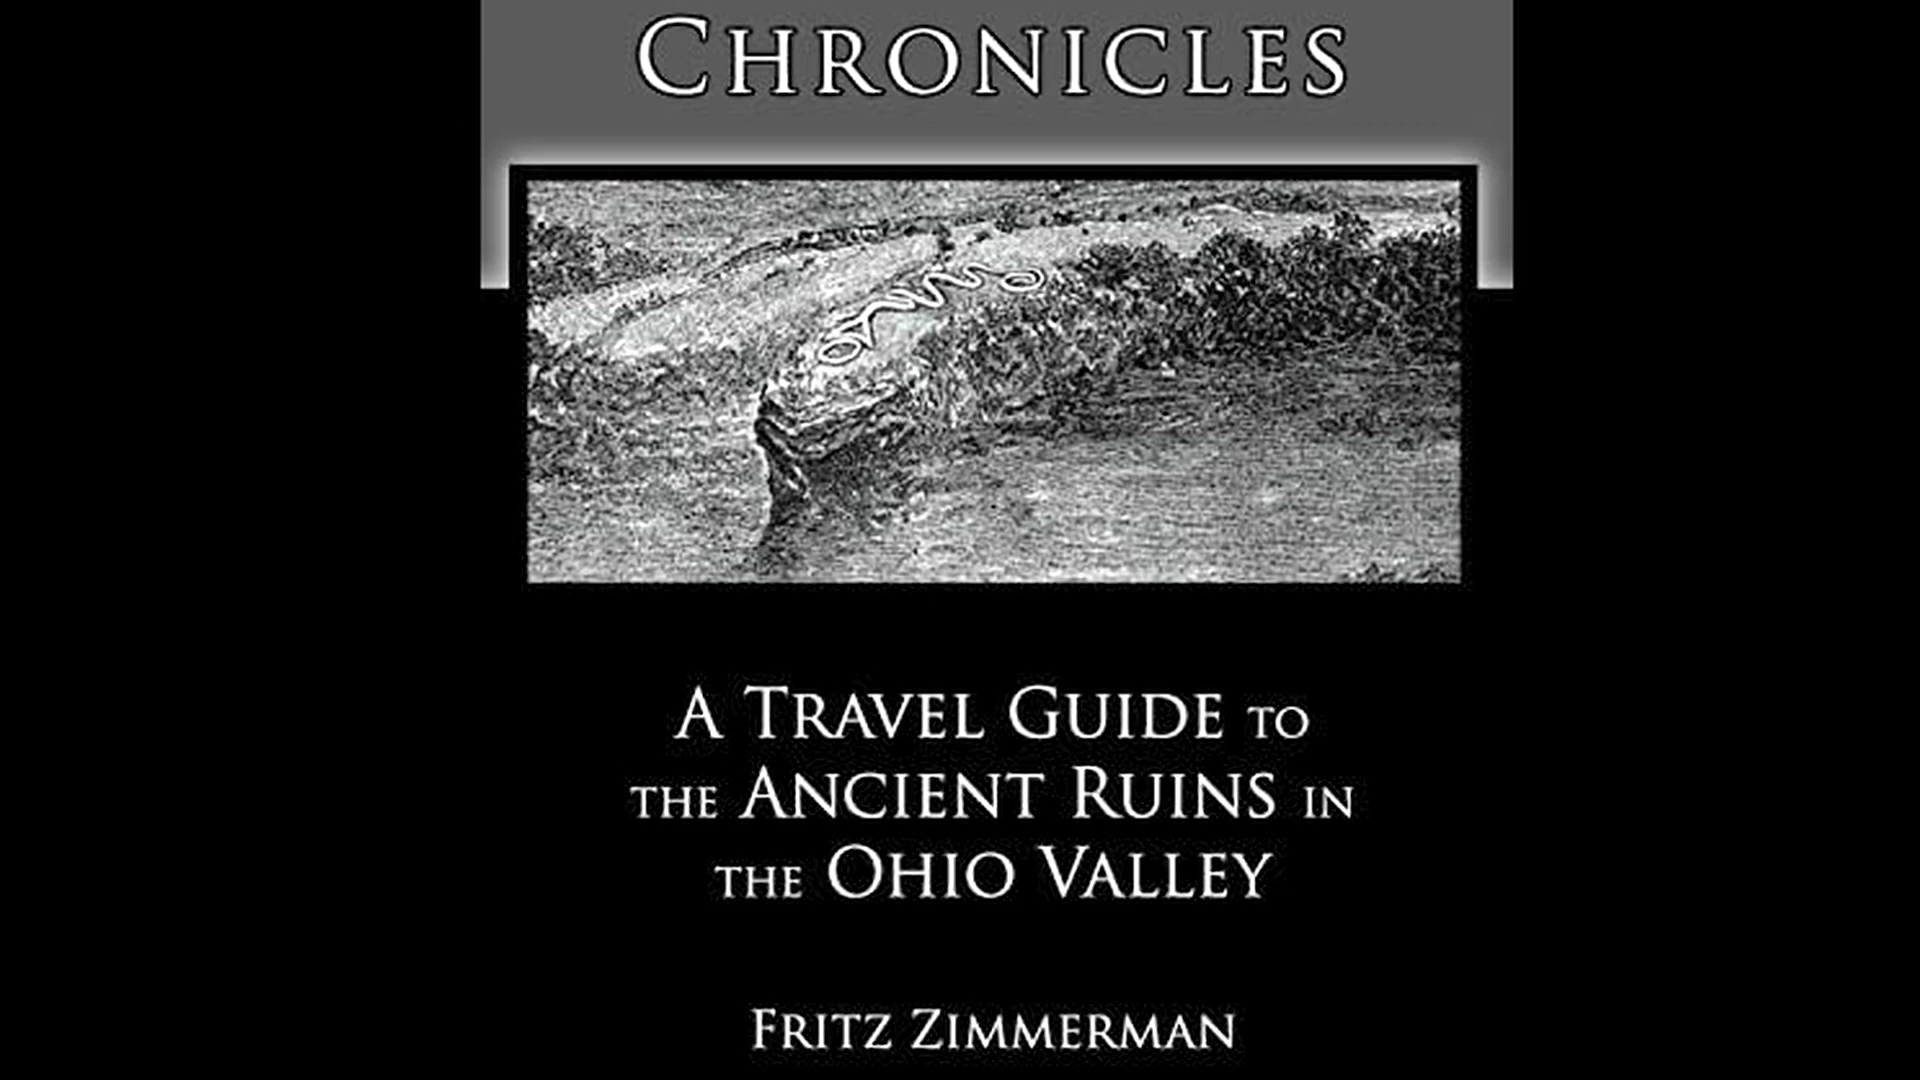 CHRONICLES
A TRAVEL GUIDE TO
THE ANCIENT RUINS IN
THE OHIO VALLEY
FRITZ ZIMMERMAN